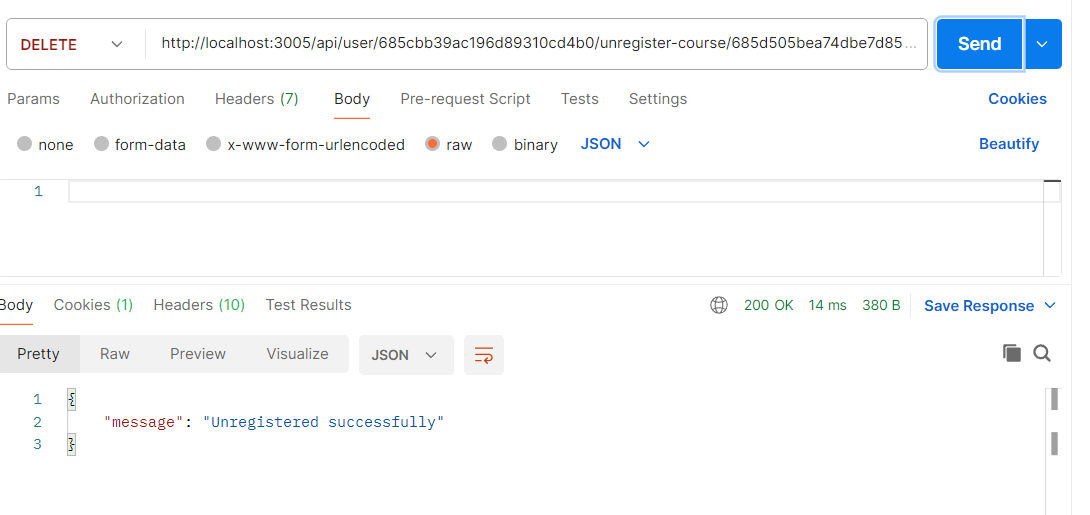 DELETE http://localhost:3005/api/user/685cbb39ac196d89310cd4b0/unregister-course/685d505bea74dbe7d85... Send
Params Authorization Headers (7) Body Pre-request Script Tests Settings Cookies
none form-data x-www-form-urlencoded raw binary JSON Beautify
1
Body Cookies (1) Headers (10) Test Results 200 OK 14 ms 380 B Save Response
Pretty Raw Preview Visualize JSON
1 {
2 "message": "Unregistered successfully"
3 }